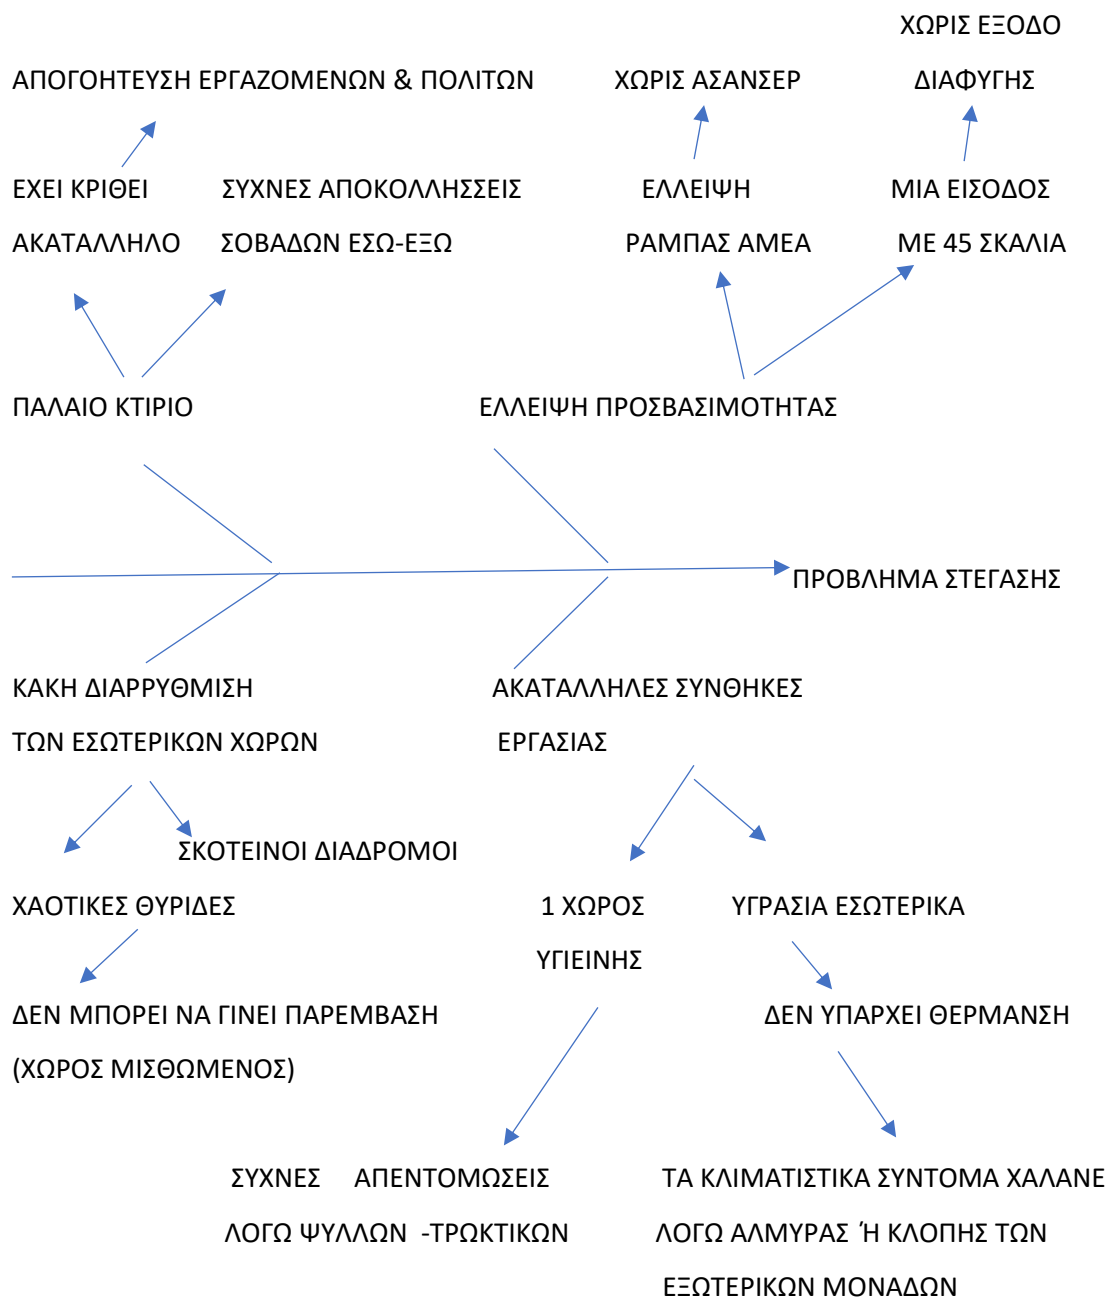 ΧΩΡΙΣ ΕΞΟΔΟ
ΑΠΟΓΟΗΤΕΥΣΗ ΕΡΓΑΖΟΜΕΝΩΝ & ΠΟΛΙΤΩΝ ΧΩΡΙΣ ΑΣΑΝΣΕΡ ΔΙΑΦΥΓΗΣ
ΕΧΕΙ ΚΡΙΘΕΙ ΣΥΧΝΕΣ ΑΠΟΚΟΛΛΗΣΣΕΙΣ ΕΛΛΕΙΨΗ ΜΙΑ ΕΙΣΟΔΟΣ
ΑΚΑΤΑΛΛΗΛΟ ΣΟΒΑΔΩΝ ΕΣΩ-ΕΞΩ ΡΑΜΠΑΣ ΑΜΕΑ ΜΕ 45 ΣΚΑΛΙΑ
ΠΑΛΑΙΟ ΚΤΙΡΙΟ ΕΛΛΕΙΨΗ ΠΡΟΣΒΑΣΙΜΟΤΗΤΑΣ
ΠΡΟΒΛΗΜΑ ΣΤΕΓΑΣΗΣ
ΚΑΚΗ ΔΙΑΡΡΥΘΜΙΣΗ ΑΚΑΤΑΛΛΗΛΕΣ ΣΥΝΘΗΚΕΣ
ΤΩΝ ΕΣΩΤΕΡΙΚΩΝ ΧΩΡΩΝ ΕΡΓΑΣΙΑΣ
ΣΚΟΤΕΙΝΟΙ ΔΙΑΔΡΟΜΟΙ
ΧΑΟΤΙΚΕΣ ΘΥΡΙΔΕΣ 1 ΧΩΡΟΣ ΥΓΡΑΣΙΑ ΕΣΩΤΕΡΙΚΑ
ΥΓΙΕΙΝΗΣ
ΔΕΝ ΜΠΟΡΕΙ ΝΑ ΓΙΝΕΙ ΠΑΡΕΜΒΑΣΗ ΔΕΝ ΥΠΑΡΧΕΙ ΘΕΡΜΑΝΣΗ
(ΧΩΡΟΣ ΜΙΣΘΩΜΕΝΟΣ)
ΣΥΧΝΕΣ ΑΠΕΝΤΟΜΩΣΕΙΣ ΤΑ ΚΛΙΜΑΤΙΣΤΙΚΑ ΣΥΝΤΟΜΑ ΧΑΛΑΝΕ
ΛΟΓΩ ΨΥΛΛΩΝ -ΤΡΩΚΤΙΚΩΝ ΛΟΓΩ ΑΛΜΥΡΑΣ Ή ΚΛΟΠΗΣ ΤΩΝ
ΕΞΩΤΕΡΙΚΩΝ ΜΟΝΑΔΩΝ